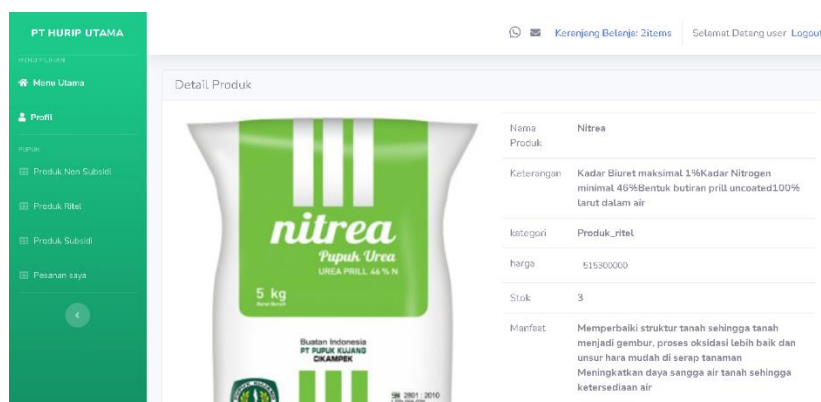 PT HURIP UTAMA
Keranjang Belanja: 2items
Selamat Datang user Logout
MENU PILIHAN
Menu Utama
Profil
PUPUK
Produk Non Subsidi
Produk Ritel
Produk Subsidi
Pesanan saya
Detail Produk
nitrea
Pupuk Urea
UREA PRILL 46 % N
5 kg
Buatan Indonesia
PT PUPUK KUJANG
CIKAMPEK
SNI 2801 : 2010
Nama Produk
Nitrea
Keterangan
Kadar Biuret maksimal 1%Kadar Nitrogen
minimal 46%Bentuk butiran prill uncoated100%
larut dalam air
kategori
Produk_ritel
harga
515300000
Stok
3
Manfaat
Memperbaiki struktur tanah sehingga tanah
menjadi gembur, proses oksidasi lebih baik dan
unsur hara mudah di serap tanaman
Meningkatkan daya sangga air tanah sehingga
ketersediaan air